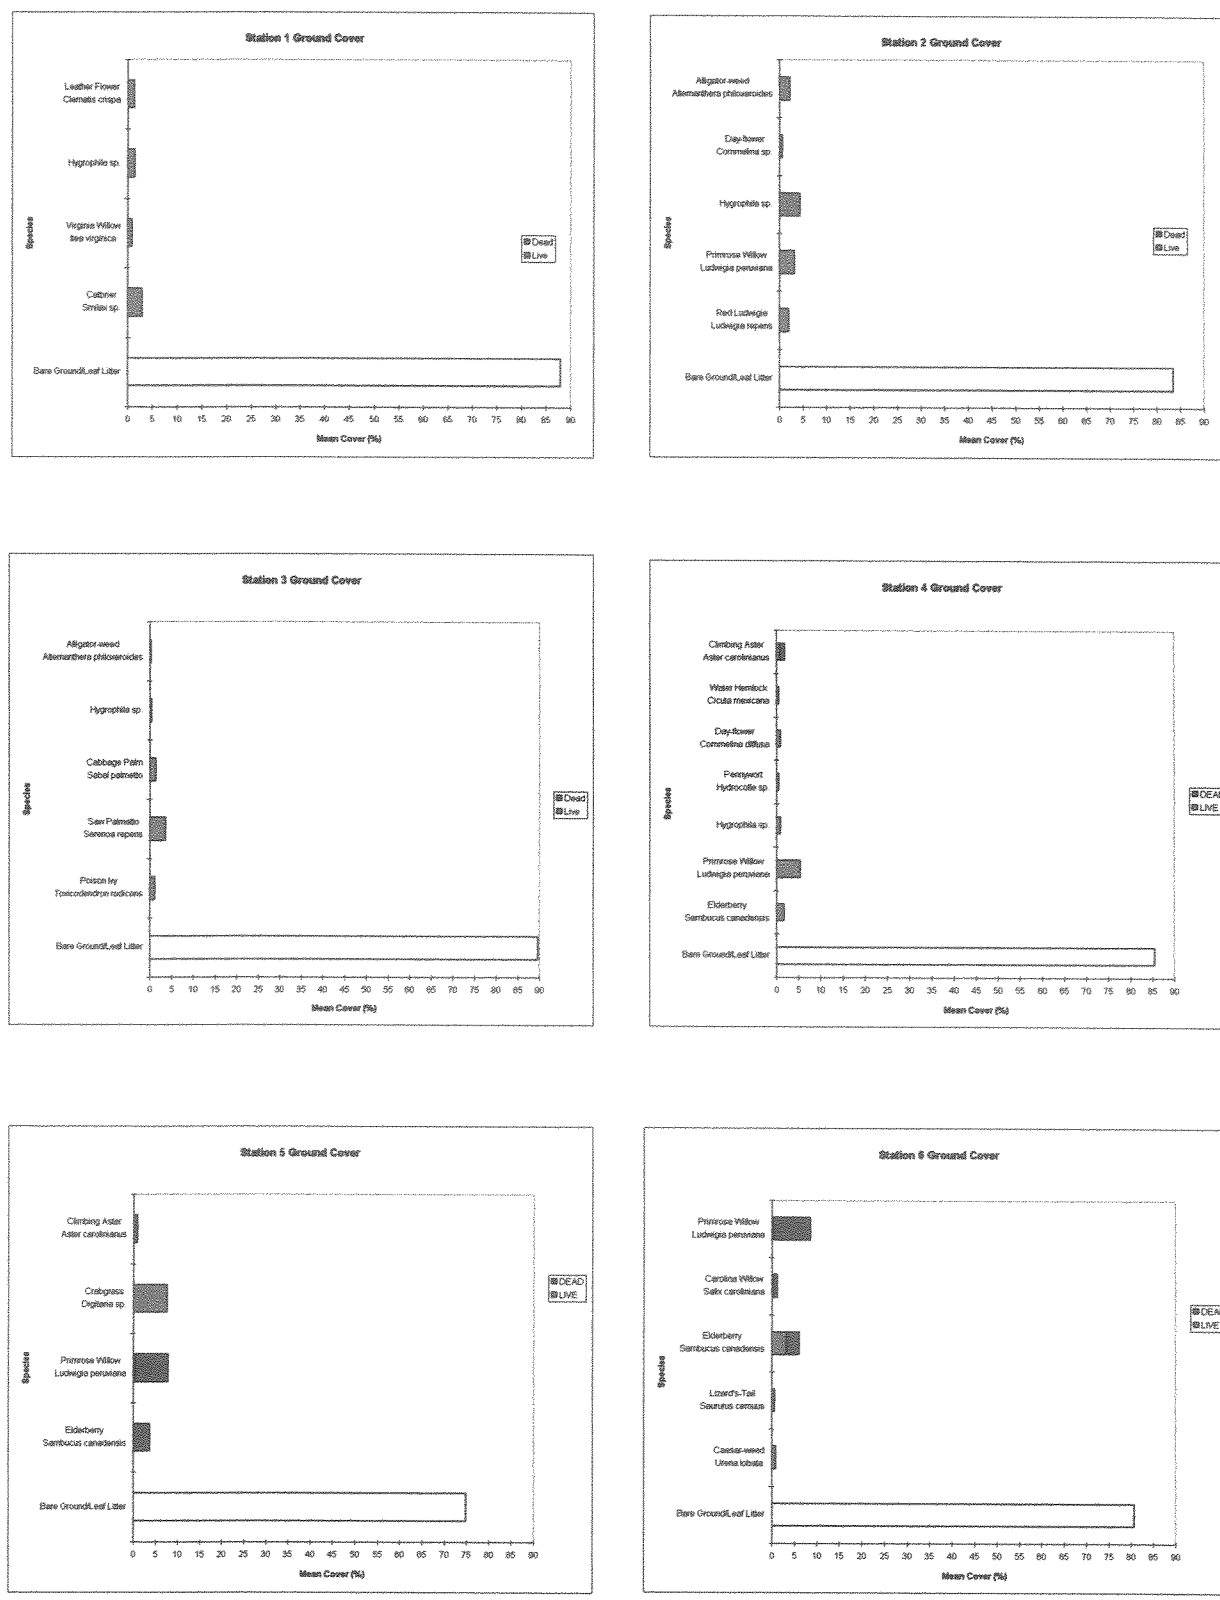 Station 1 Ground Cover
Leather Flower
Clematis crispa
Hygrophila sp.
Virginia Willow
Itea virginica
Catbrier
Smilax sp.
Bare Ground/Leaf Litter
Species
Dead
Live
0 5 10 15 20 25 30 35 40 45 50 55 60 65 70 75 80 85 90
Mean Cover (%)
Station 2 Ground Cover
Alligator-weed
Alternanthera philoxeroides
Day-flower
Commelina sp.
Hygrophila sp.
Primrose Willow
Ludwigia peruviana
Red Ludwigia
Ludwigia repens
Bare Ground/Leaf Litter
Species
Dead
Live
0 5 10 15 20 25 30 35 40 45 50 55 60 65 70 75 80 85 90
Mean Cover (%)
Station 3 Ground Cover
Alligator-weed
Alternanthera philoxeroides
Hygrophila sp.
Cabbage Palm
Sabal palmetto
Saw Palmetto
Serenoa repens
Poison Ivy
Toxicodendron radicans
Bare Ground/Leaf Litter
Species
Dead
Live
0 5 10 15 20 25 30 35 40 45 50 55 60 65 70 75 80 85 90
Mean Cover (%)
Station 4 Ground Cover
Climbing Aster
Aster carolinianus
Water Hemlock
Cicuta mexicana
Day-flower
Commelina diffusa
Pennywort
Hydrocotle sp.
Hygrophila sp.
Primrose Willow
Ludwigia peruviana
Elderberry
Sambucus canadensis
Bare Ground/Leaf Litter
Species
DEAD
LIVE
0 5 10 15 20 25 30 35 40 45 50 55 60 65 70 75 80 85 90
Mean Cover (%)
Station 5 Ground Cover
Climbing Aster
Aster carolinianus
Crabgrass
Digitaria sp.
Primrose Willow
Ludwigia peruviana
Elderberry
Sambucus canadensis
Bare Ground/Leaf Litter
Species
DEAD
LIVE
0 5 10 15 20 25 30 35 40 45 50 55 60 65 70 75 80 85 90
Mean Cover (%)
Station 6 Ground Cover
Primrose Willow
Ludwigia peruviana
Carolina Willow
Salix caroliniana
Elderberry
Sambucus canadensis
Lizard's-Tail
Saururus cernuus
Caesar-weed
Urena lobata
Bare Ground/Leaf Litter
Species
DEA
LIVE
0 5 10 15 20 25 30 35 40 45 50 55 60 65 70 75 80 85 90
Mean Cover (%)